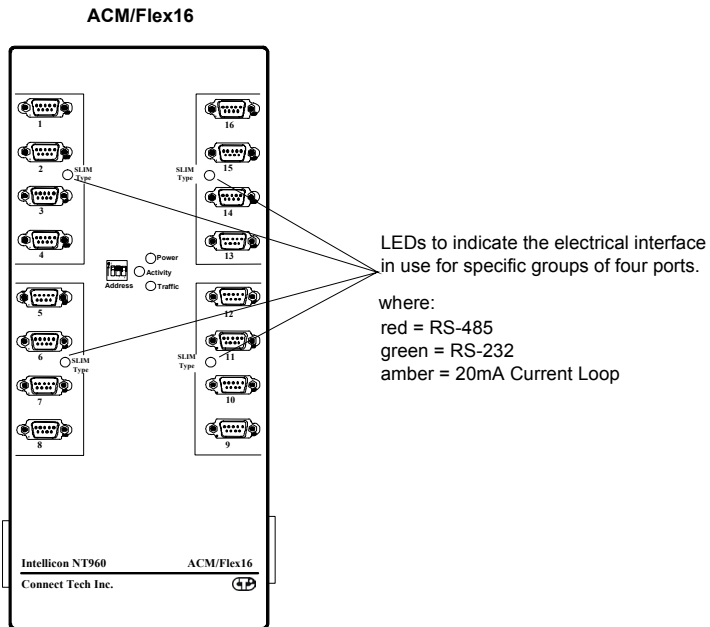 ACM/Flex16
1
2
SLIM
Type
3
4
16
15
SLIM
Type
14
13
Address
Power
Activity
Traffic
5
6
SLIM
Type
7
8
12
11
SLIM
Type
10
9
LEDs to indicate the electrical interface
in use for specific groups of four ports.
where:
red = RS-485
green = RS-232
amber = 20mA Current Loop
Intellicon NT960 ACM/Flex16
Connect Tech Inc.